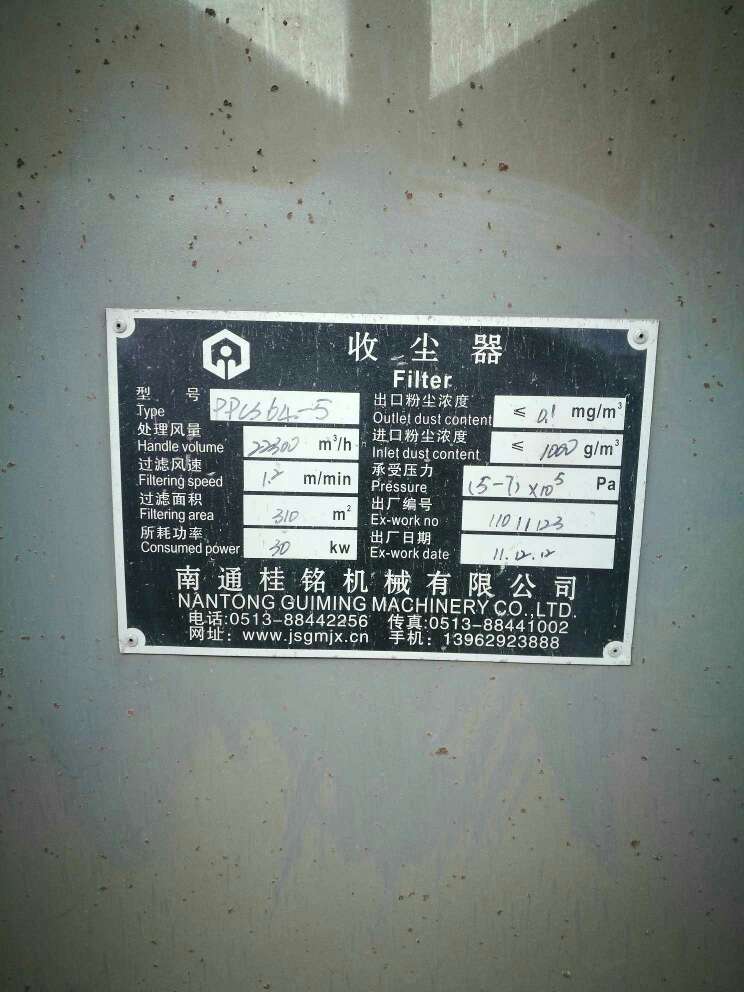 收尘器
Filter
型号 PPCS64-5
Type
处理风量 22300 m³/h
Handle volume
过滤风速 1.2 m/min
Filtering speed
过滤面积 310 m²
Filtering area
所耗功率 30 kw
Consumed power
出口粉尘浓度 ≤ 0.1 mg/m³
Outlet dust content
进口粉尘浓度 ≤ 1000 g/m³
Inlet dust content
承受压力 (5-7)×10⁵ Pa
Pressure
出厂编号 11011123
Ex-work no
出厂日期 11.12.12
Ex-work date
南通桂铭机械有限公司
NANTONG GUIMING MACHINERY CO.,LTD.
电话:0513-88442256 传真:0513-88441002
网址: www.jsgmjx.cn 手机: 13962923888